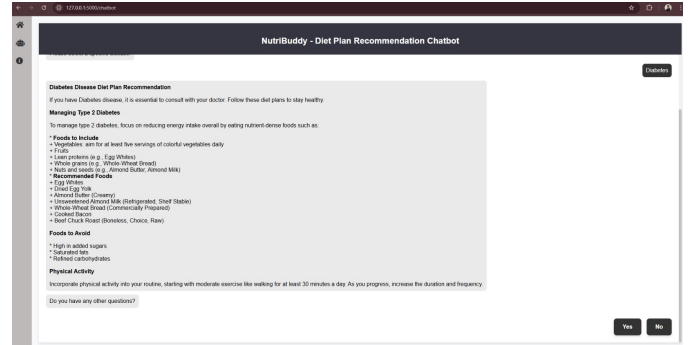 127.0.0.1:5000/chatbot
NutriBuddy - Diet Plan Recommendation Chatbot
Diabetes
Diabetes Disease Diet Plan Recommendation
If you have Diabetes disease, it is essential to consult with your doctor. Follow these diet plans to stay healthy.
Managing Type 2 Diabetes
To manage type 2 diabetes, focus on reducing energy intake overall by eating nutrient-dense foods such as:
* Foods to Include
+ Vegetables: aim for at least five servings of colorful vegetables daily
+ Fruits
+ Lean proteins (e.g., Egg Whites)
+ Whole grains (e.g., Whole-Wheat Bread)
+ Nuts and seeds (e.g., Almond Butter, Almond Milk)
* Recommended Foods
+ Egg Whites
+ Dried Egg Yolk
+ Almond Butter (Creamy)
+ Unsweetened Almond Milk (Refrigerated, Shelf Stable)
+ Whole-Wheat Bread (Commercially Prepared)
+ Cooked Bacon
+ Beef Chuck Roast (Boneless, Choice, Raw)
Foods to Avoid
* High in added sugars
* Saturated fats
* Refined carbohydrates
Physical Activity
Incorporate physical activity into your routine, starting with moderate exercise like walking for at least 30 minutes a day. As you progress, increase the duration and frequency.
Do you have any other questions?
Yes
No